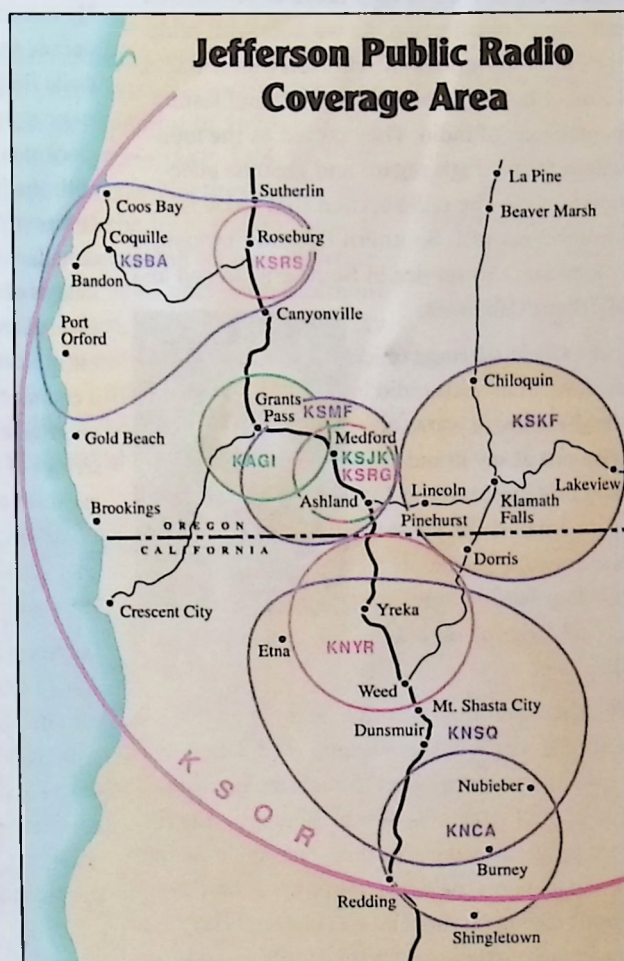 Jefferson Public Radio
Coverage Area
La Pine
Sutherlin
Coos Bay
Beaver Marsh
Coquille
Roseburg
KSBA
KSRS
Bandon
Canyonville
Port
Orford
Chiloquin
Grants
Pass
KSMF
KSKF
Gold Beach
Medford
KAGI
KSJK
KSRG
Lakeview
Ashland
Lincoln
Klamath
Falls
Pinehurst
Brookings
OREGON
CALIFORNIA
Dorris
Crescent City
Yreka
Etna
KNYR
Weed
Mt. Shasta City
Dunsmuir
KNSQ
KSOR
Nubieber
KNCA
Burney
Redding
Shingletown